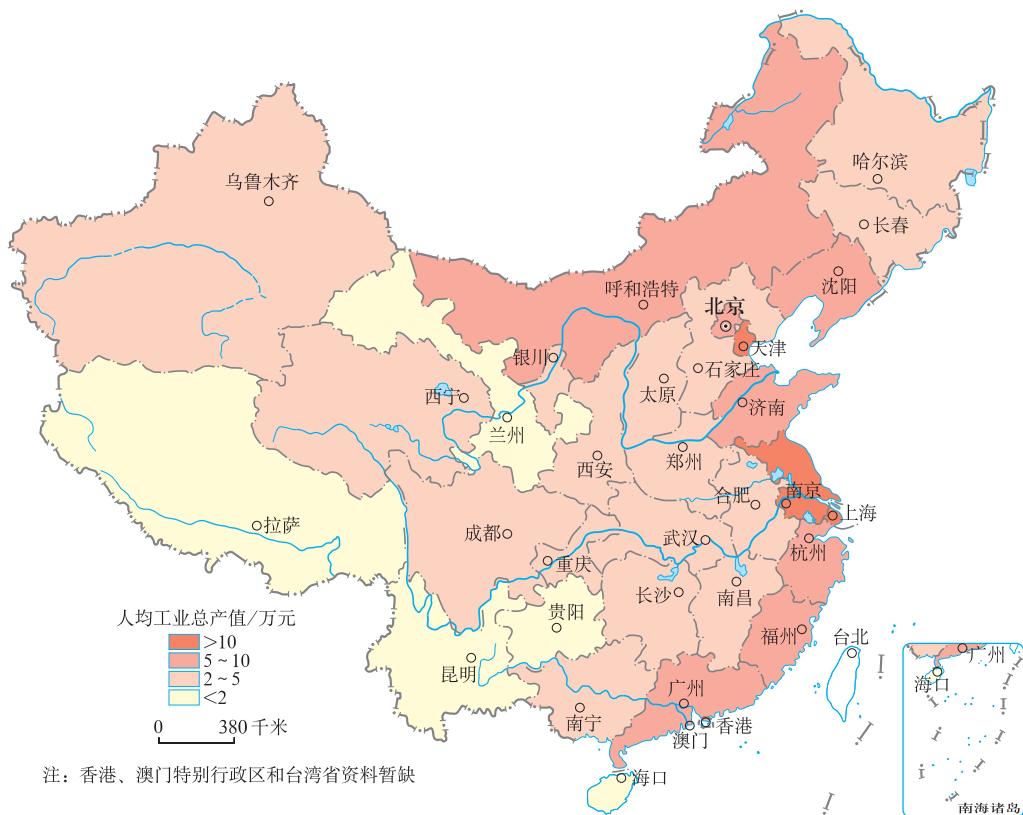 哈尔滨
乌鲁木齐
长春
沈阳
呼和浩特
北京
天津
银川
石家庄
太原
西宁
济南
兰州
郑州
西安
南京
合肥
上海
拉萨
成都
武汉
杭州
重庆
长沙
南昌
贵阳
福州
台北
昆明
广州
南宁
香港
澳门
海口
人均工业总产值/万元
>10
5~10
2~5
<2
0 380千米
注：香港、澳门特别行政区和台湾省资料暂缺
广州
海口
南海诸岛